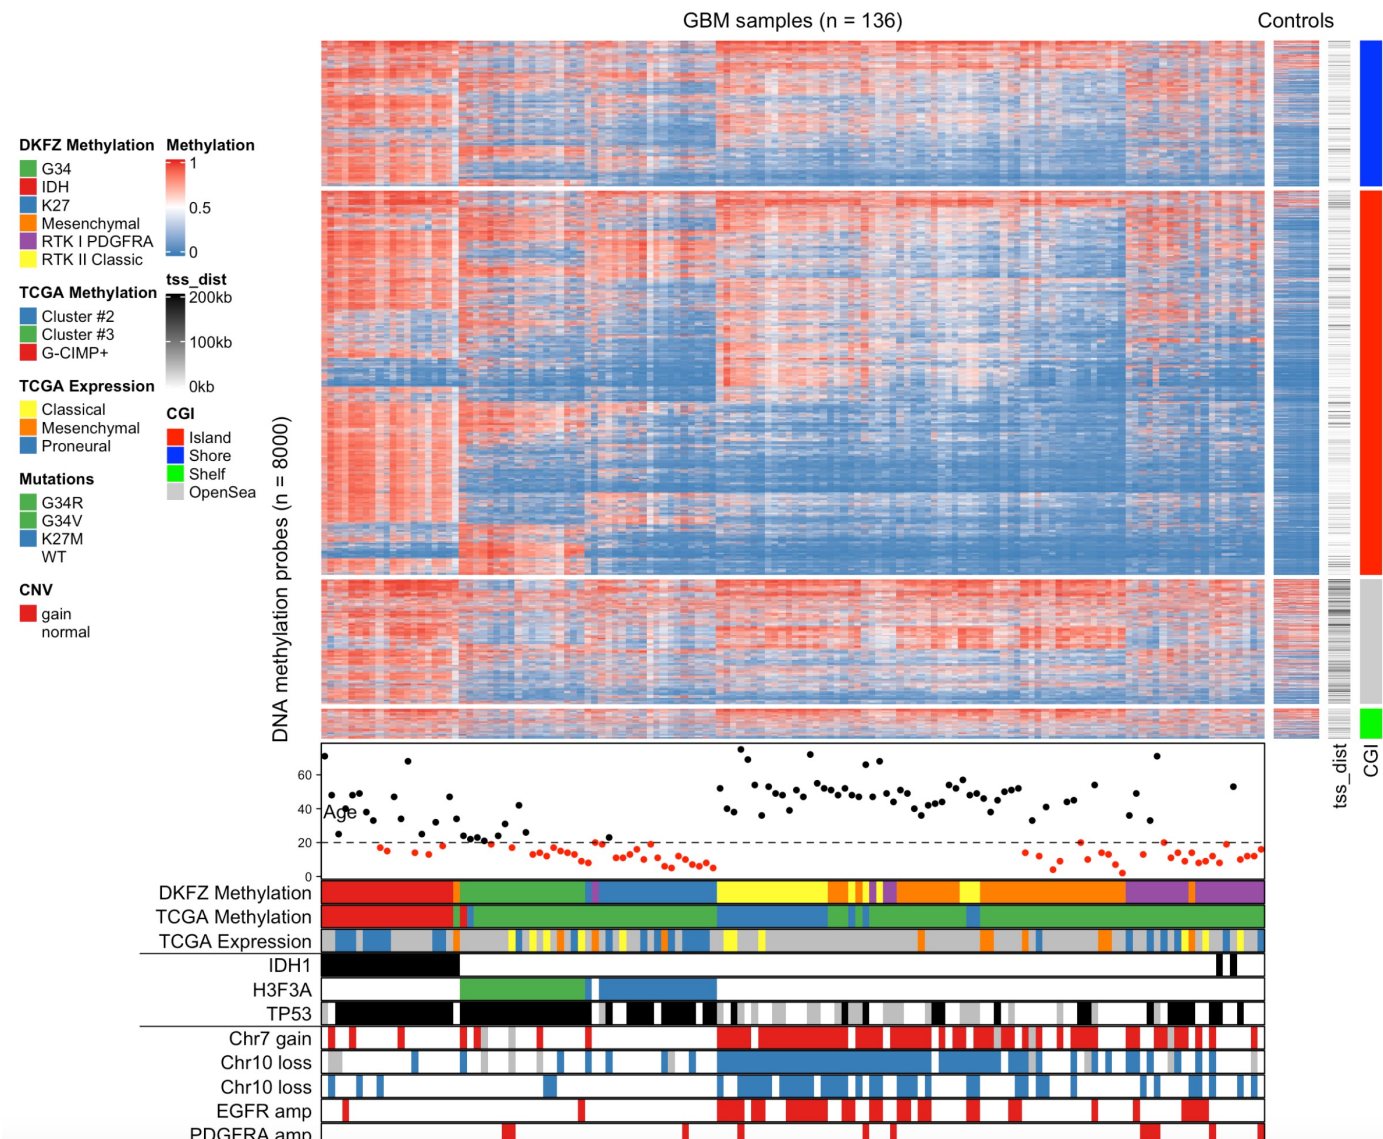 GBM samples (n = 136)
Controls
DKFZ Methylation
G34
IDH
K27
Mesenchymal
RTK I PDGFRA
RTK II Classic
TCGA Methylation
Cluster #2
Cluster #3
G-CIMP+
TCGA Expression
Classical
Mesenchymal
Proneural
Mutations
G34R
G34V
K27M
WT
CNV
gain
normal
Methylation
1
0.5
0
tss_dist
200kb
100kb
0kb
CGI
Island
Shore
Shelf
OpenSea
DNA methylation probes (n = 8000)
tss_dist
CGI
60
40
20
0
Age
DKFZ Methylation
TCGA Methylation
TCGA Expression
IDH1
H3F3A
TP53
Chr7 gain
Chr10 loss
Chr10 loss
EGFR amp
PDGFRA amp